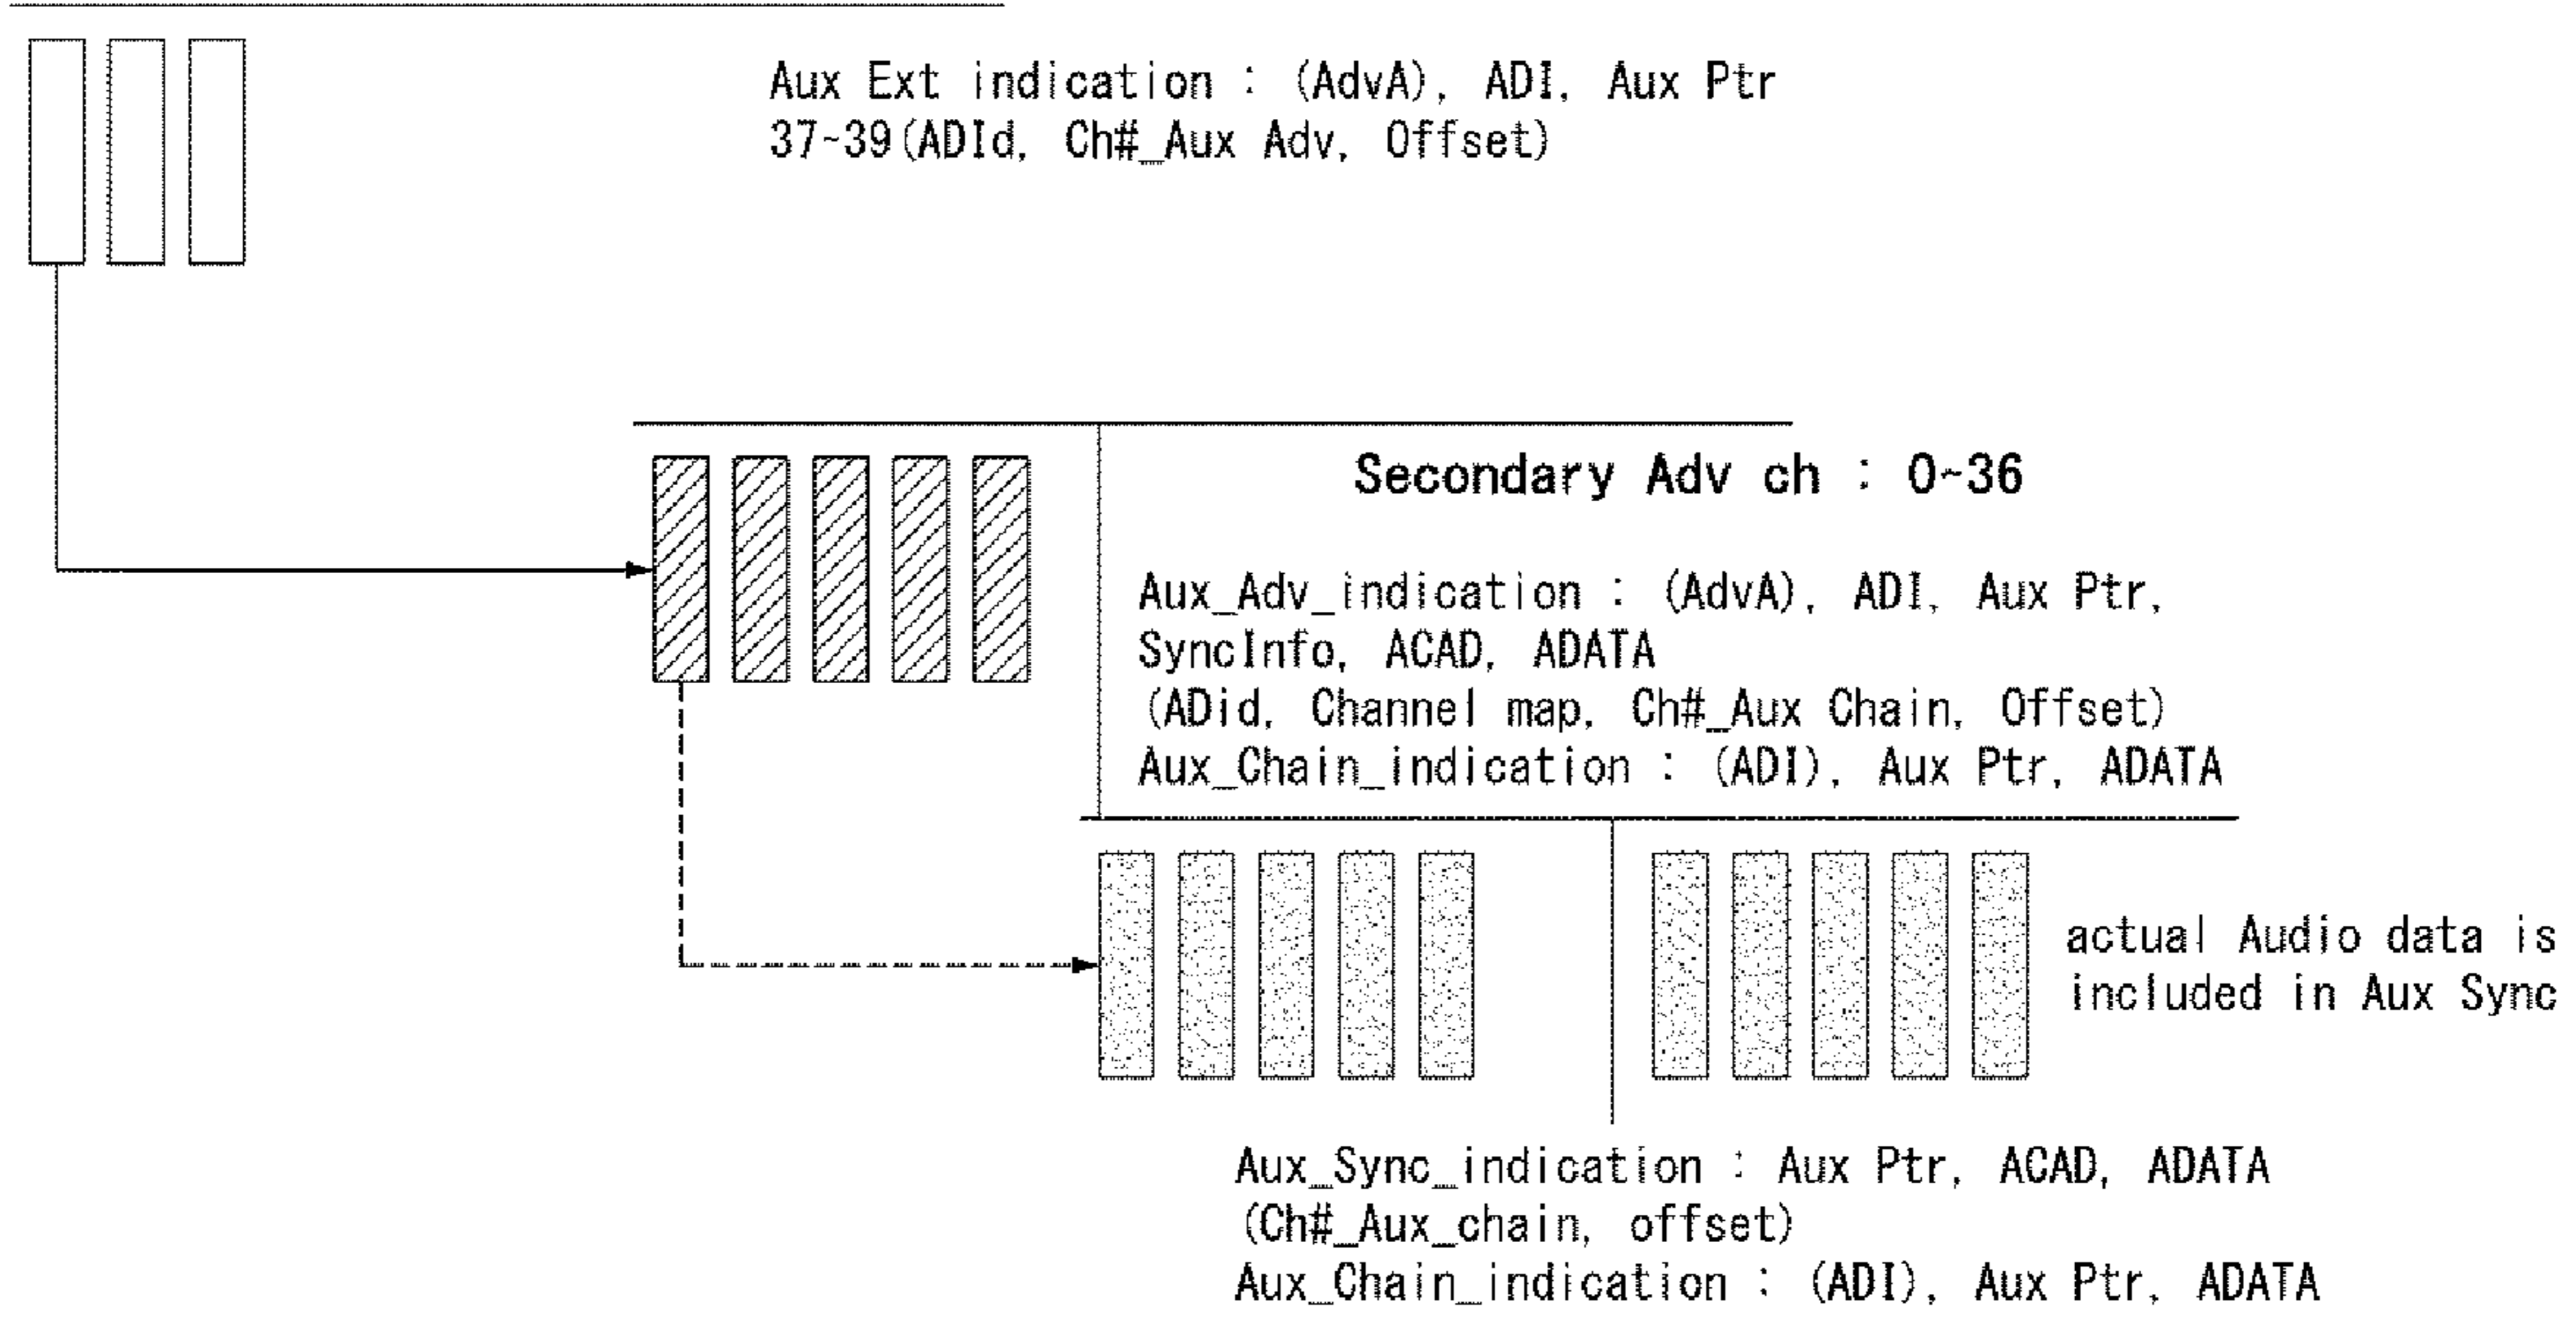 Aux Ext indication : (AdvA), ADI, Aux Ptr
37~39(ADId, Ch#_Aux Adv, Offset)
Secondary Adv ch : 0~36
Aux_Adv_indication : (AdvA), ADI, Aux Ptr,
SyncInfo, ACAD, ADATA
(ADid, Channel map, Ch#_Aux Chain, Offset)
Aux_Chain_indication : (ADI), Aux Ptr, ADATA
actual Audio data is
included in Aux Sync
Aux_Sync_indication : Aux Ptr, ACAD, ADATA
(Ch#_Aux_chain, offset)
Aux_Chain_indication : (ADI), Aux Ptr, ADATA